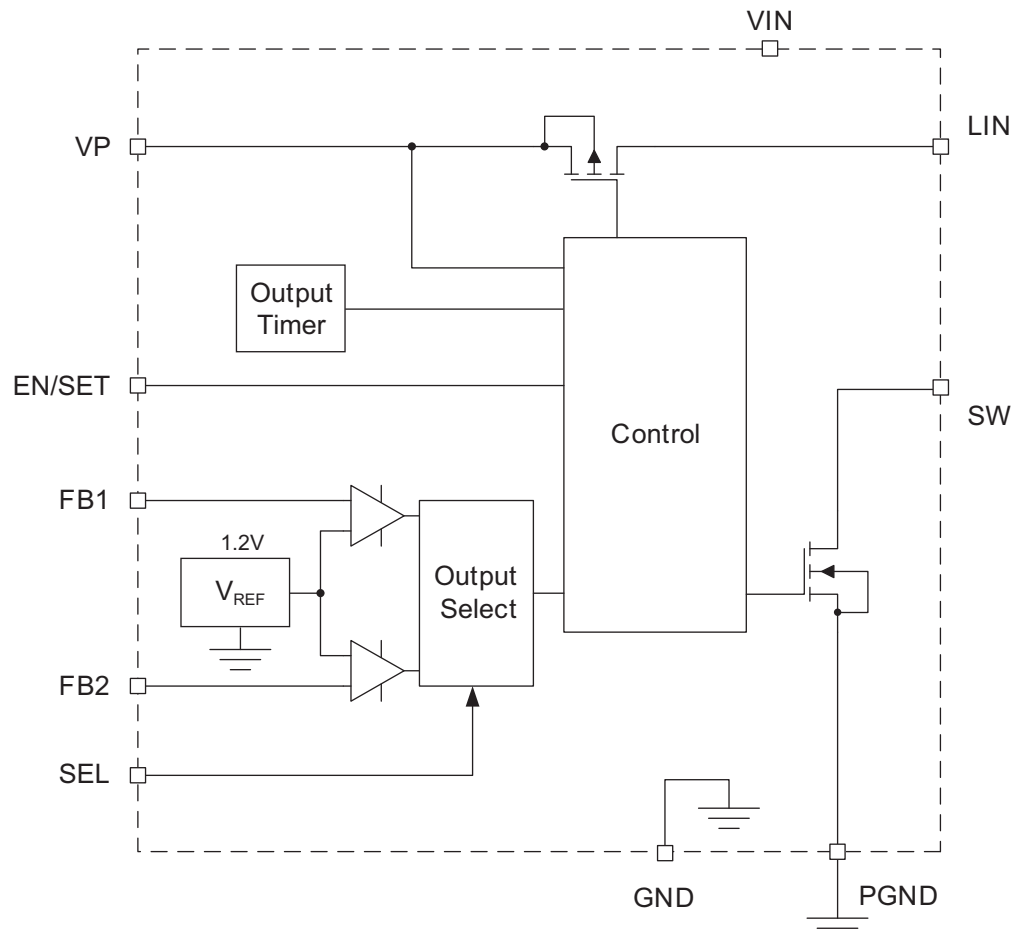 VIN
VP
LIN
Output
Timer
EN/SET
SW
Control
FB1
1.2V
VREF
Output
Select
FB2
SEL
GND
PGND